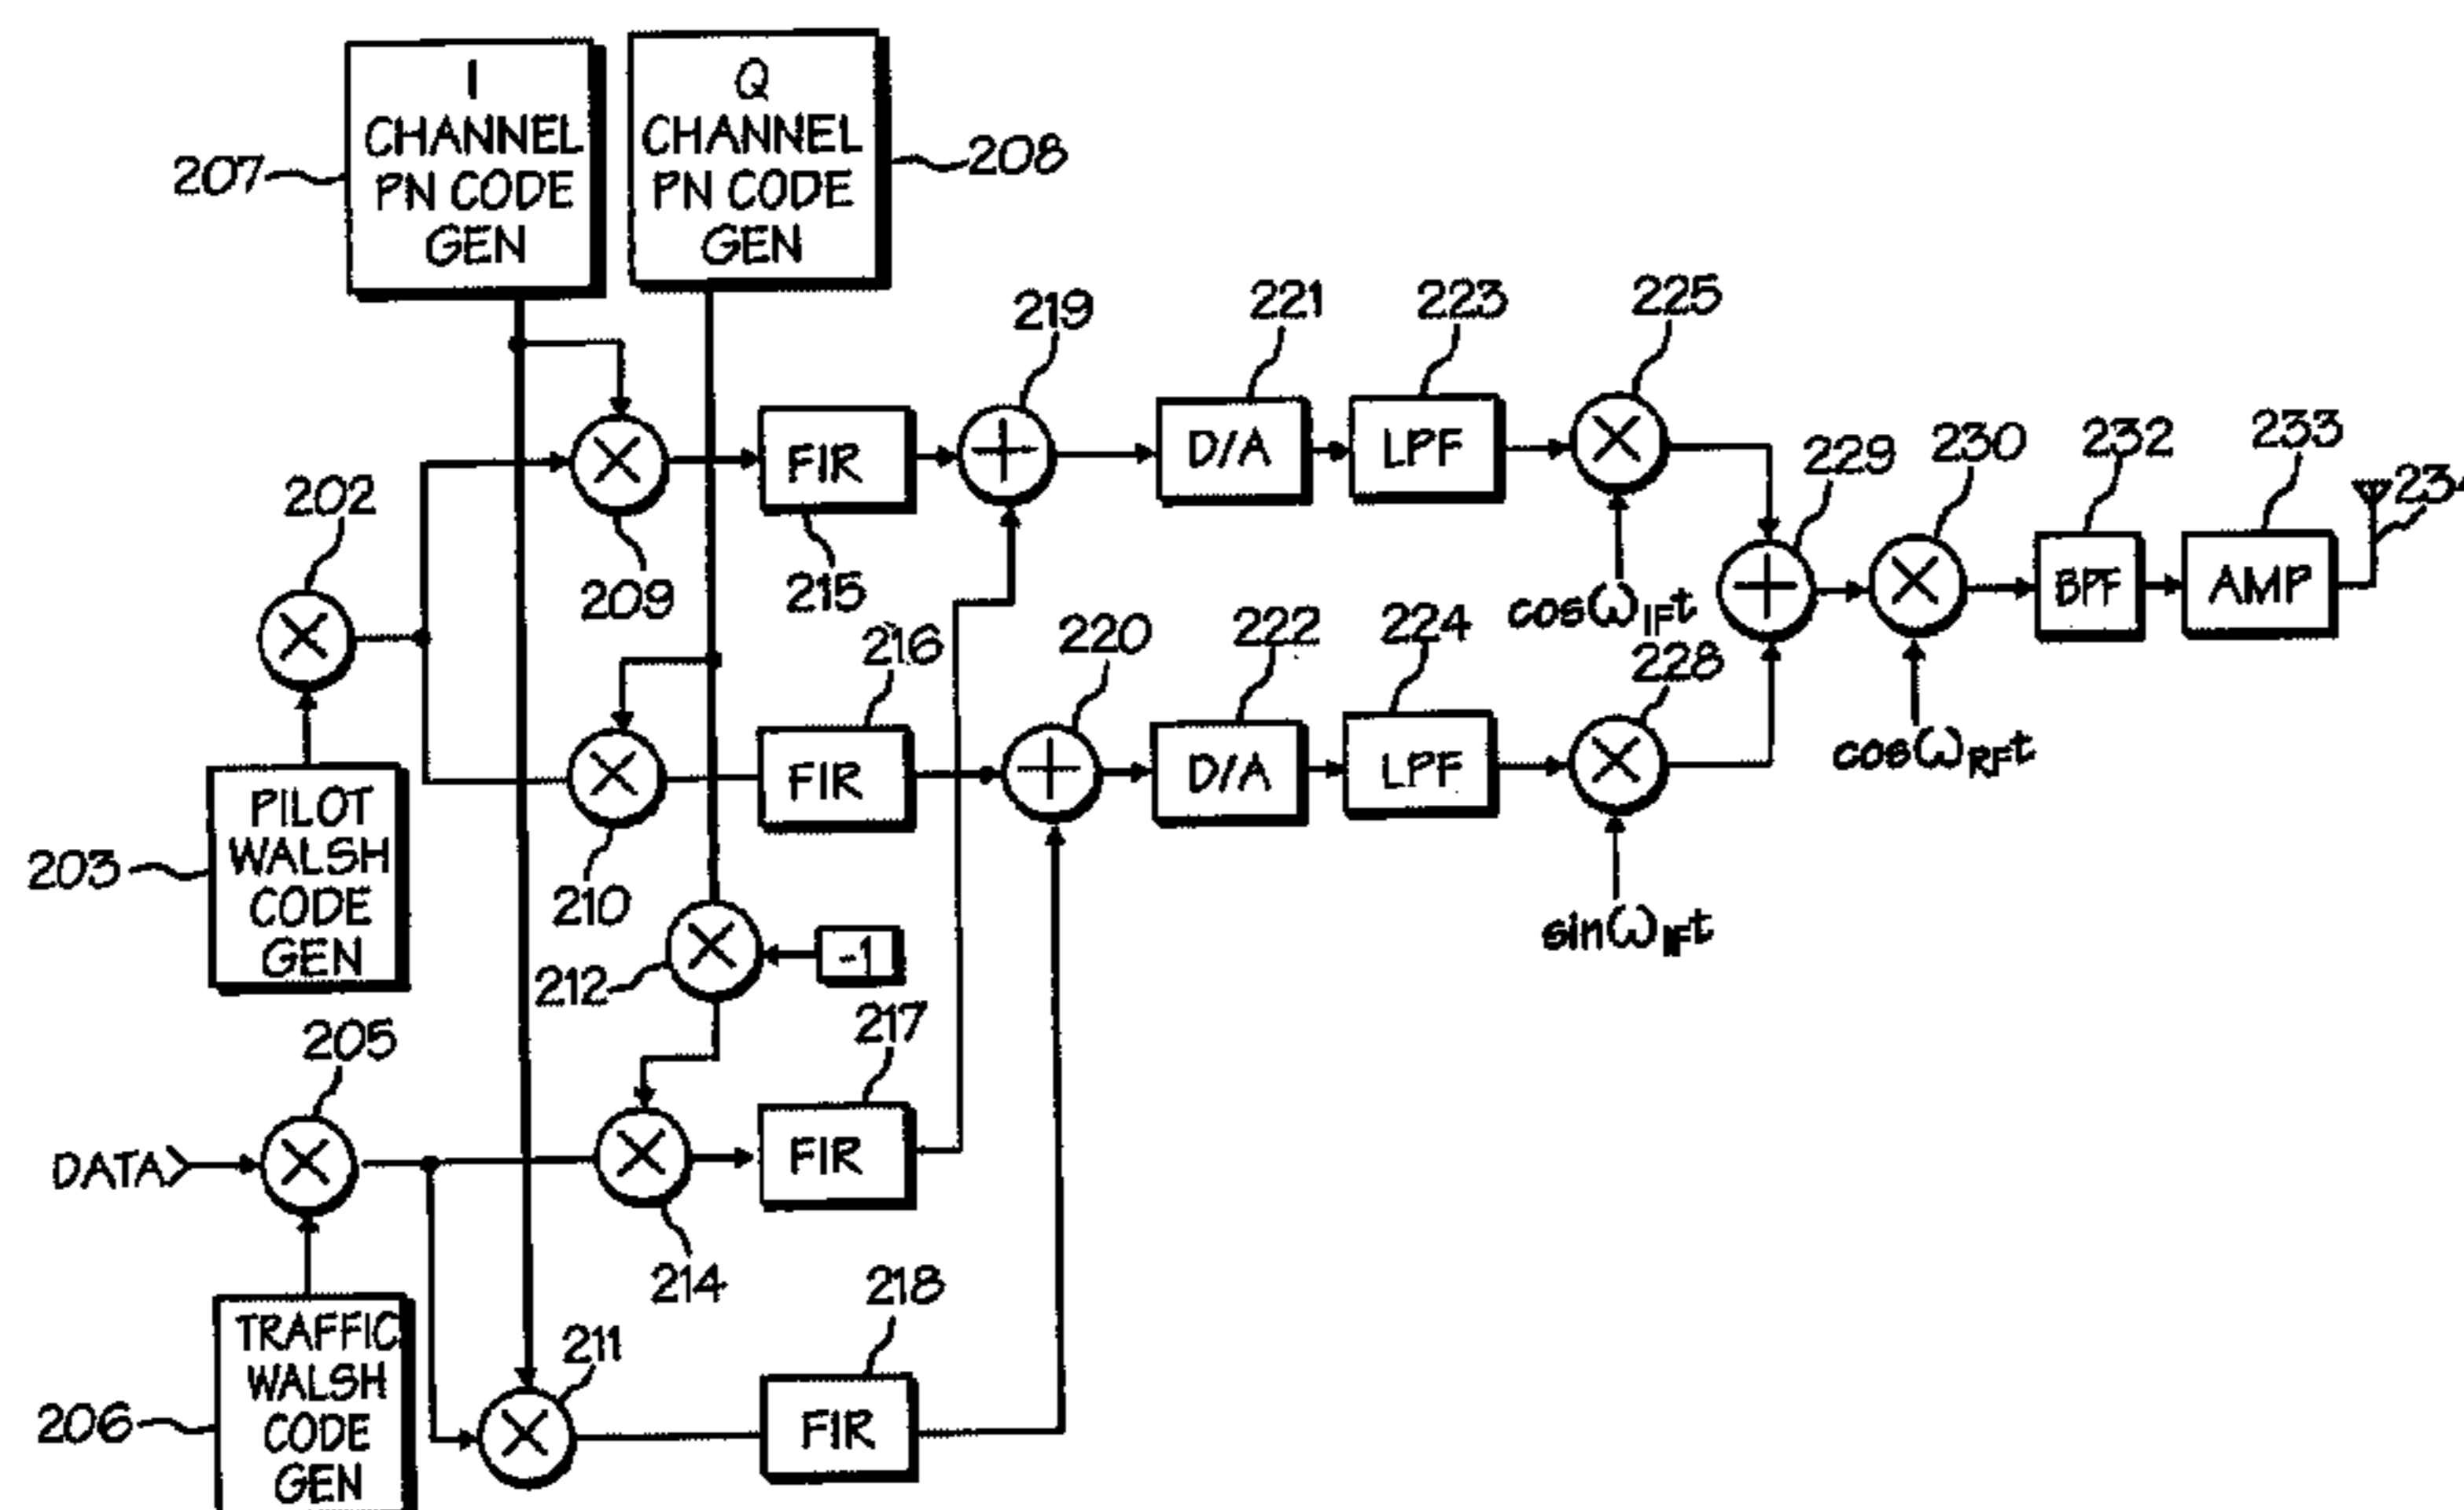 I
CHANNEL
PN CODE
GEN
Q
CHANNEL
PN CODE
GEN
207
208
219
221
223
225
202
209
FIR
215
D/A
LPF
cosω_IFt
229
230
232
233
234
BPF
AMP
cosω_RFt
216
220
222
224
228
210
FIR
D/A
LPF
sinω_IFt
203
PILOT
WALSH
CODE
GEN
212
-1
217
205
DATA
FIR
214
206
TRAFFIC
WALSH
CODE
GEN
211
218
FIR